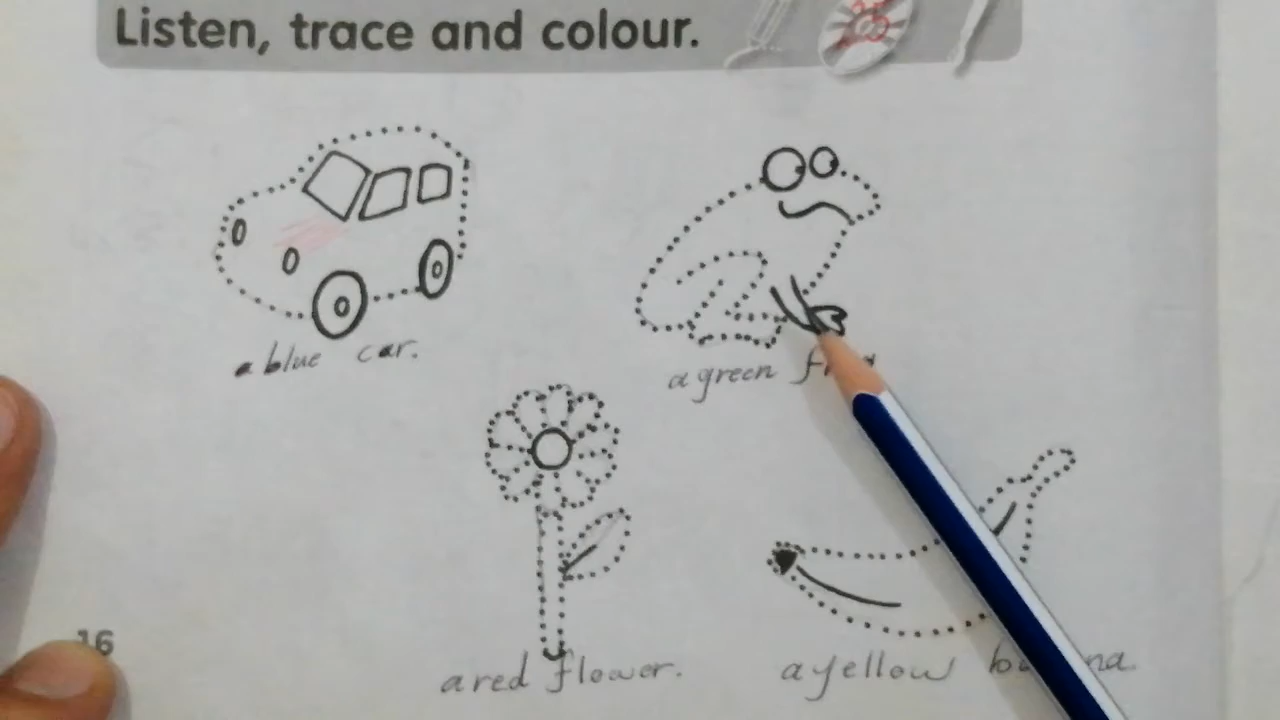 Listen, trace and colour.
a blue car.
a green
a red flower.
a yellow
16